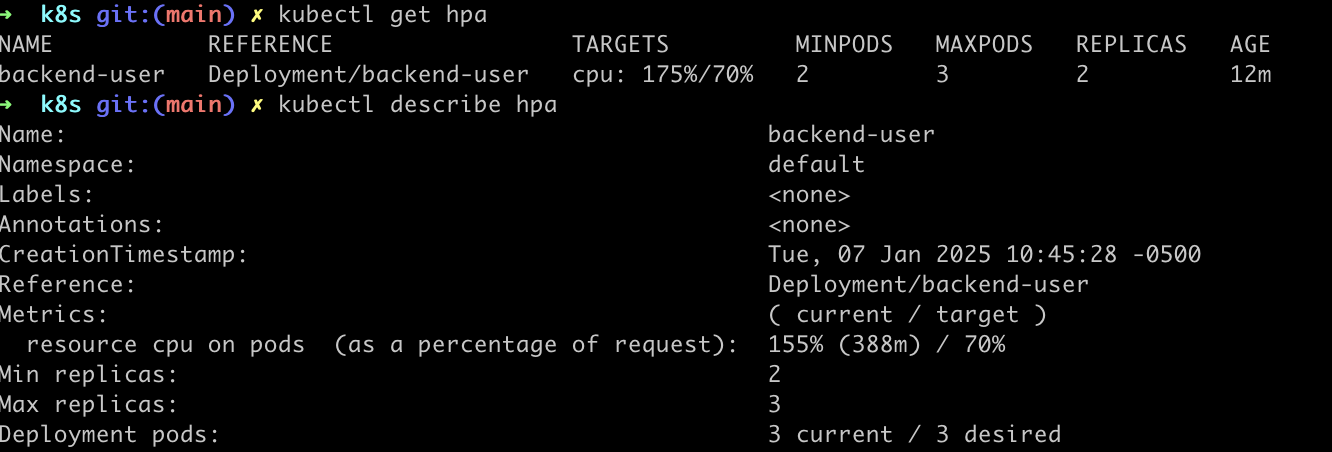 ➜  k8s git:(main) ✗ kubectl get hpa
NAME           REFERENCE                 TARGETS         MINPODS   MAXPODS   REPLICAS   AGE
backend-user   Deployment/backend-user   cpu: 175%/70%   2         3         2          12m
➜  k8s git:(main) ✗ kubectl describe hpa
Name:                                                  backend-user
Namespace:                                             default
Labels:                                                <none>
Annotations:                                           <none>
CreationTimestamp:                                     Tue, 07 Jan 2025 10:45:28 -0500
Reference:                                             Deployment/backend-user
Metrics:                                               ( current / target )
  resource cpu on pods  (as a percentage of request):  155% (388m) / 70%
Min replicas:                                          2
Max replicas:                                          3
Deployment pods:                                       3 current / 3 desired